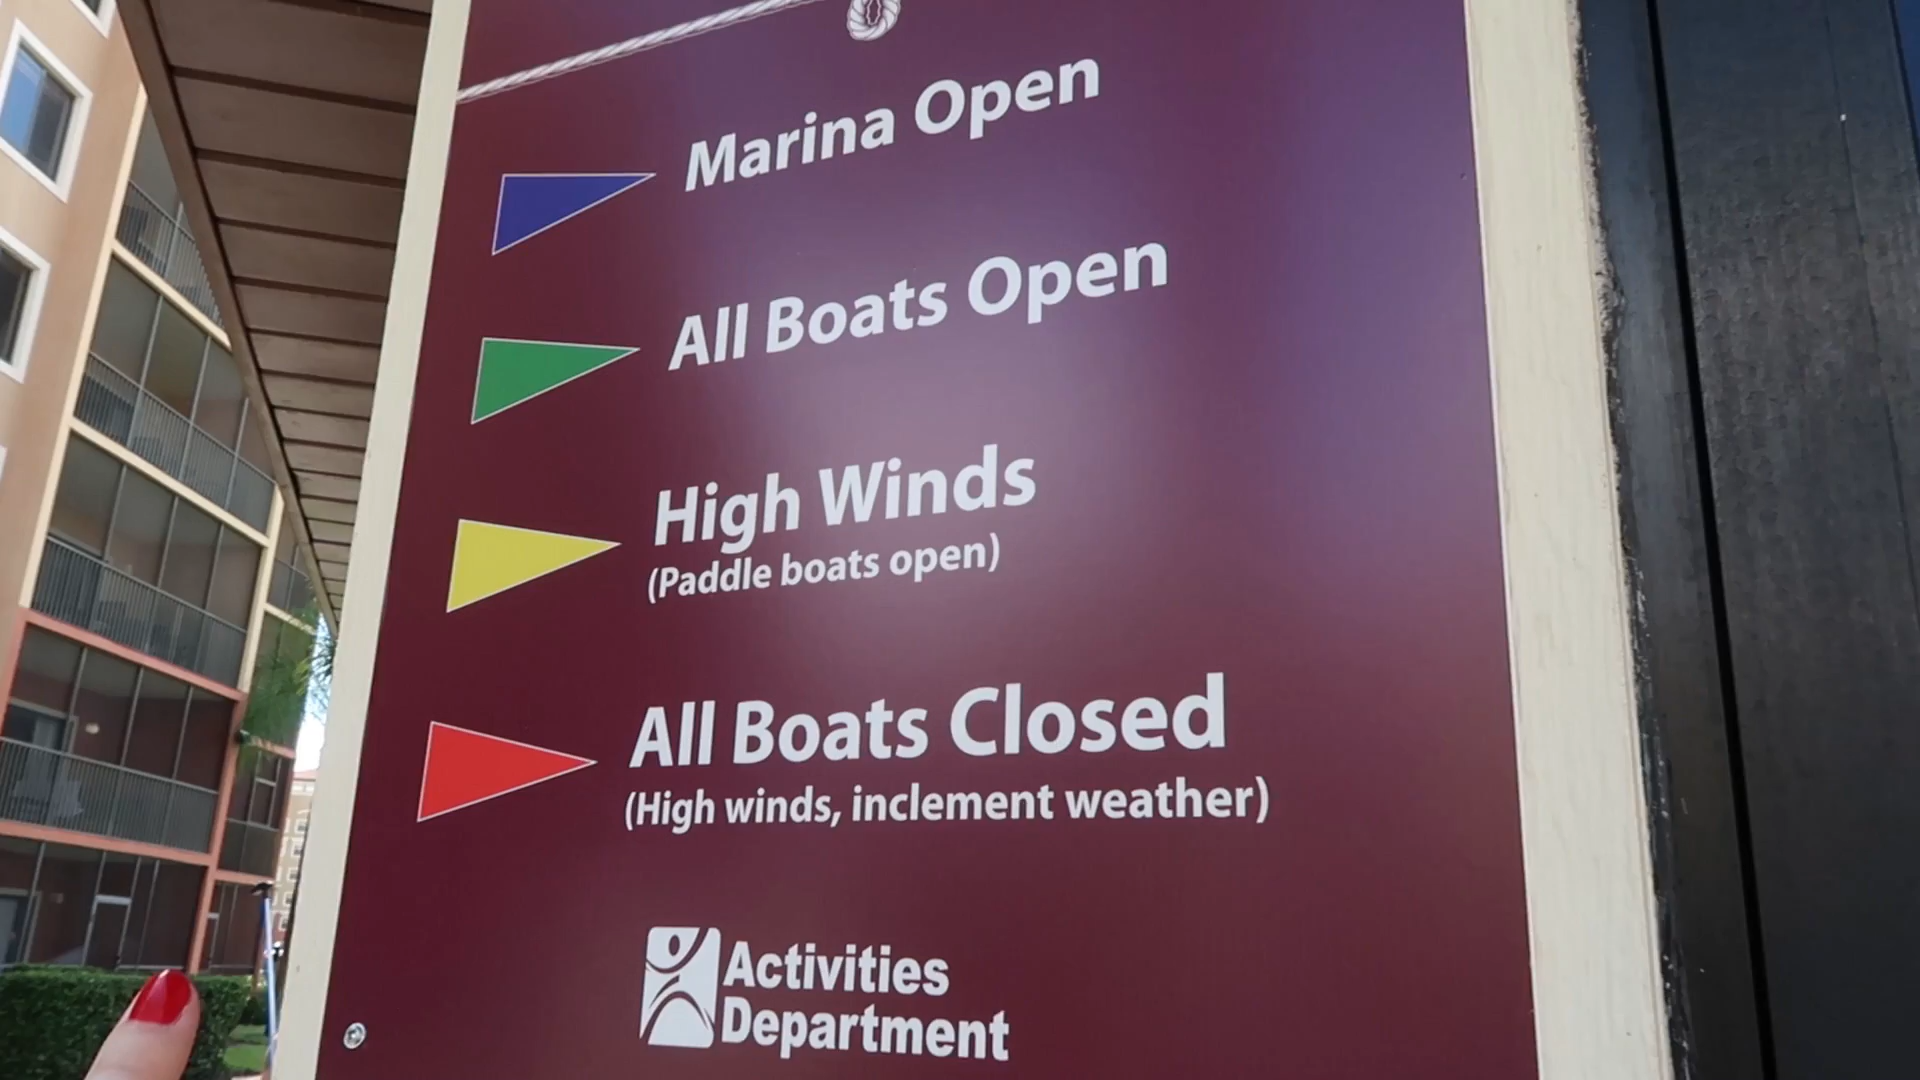 Marina Open
All Boats Open
High Winds
(Paddle boats open)
All Boats Closed
(High winds, inclement weather)
Activities
Department